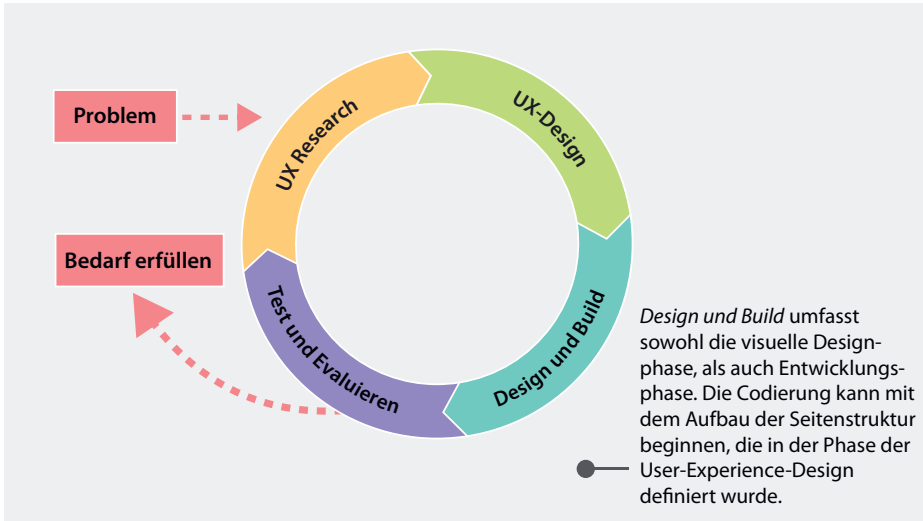 Problem
UX Research
UX-Design
Bedarf erfüllen
Test und Evaluieren
Design und Build
Design und Build umfasst
sowohl die visuelle Design-
phase, als auch Entwicklungs-
phase. Die Codierung kann mit
dem Aufbau der Seitenstruktur
beginnen, die in der Phase der
User-Experience-Design
definiert wurde.